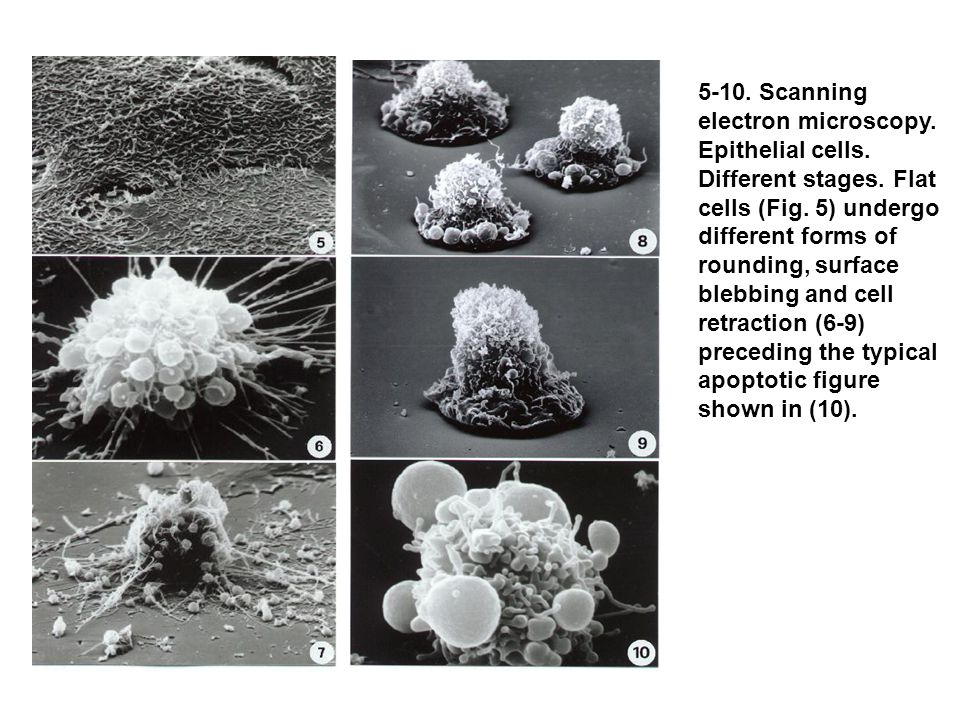 5-10. Scanning
electron microscopy.
Epithelial cells.
Different stages. Flat
cells (Fig. 5) undergo
different forms of
rounding, surface
blebbing and cell
retraction (6-9)
preceding the typical
apoptotic figure
shown in (10).
5
8
6
9
7
10